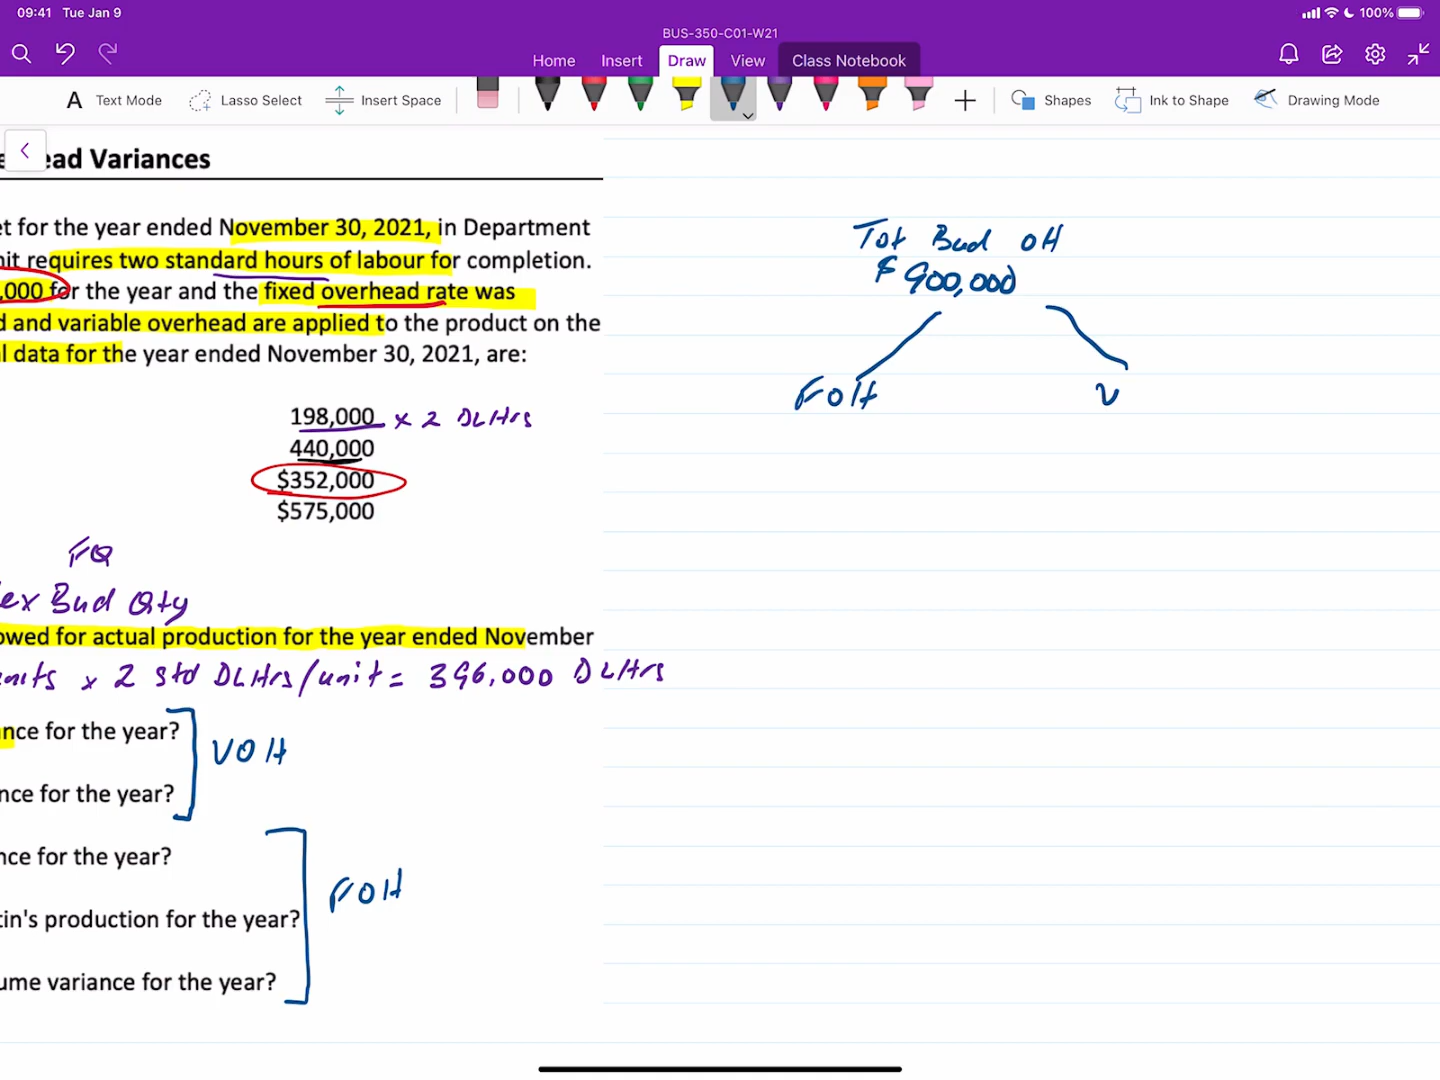 09:41 Tue Jan 9
100%
BUS-350-C01-W21
Home Insert Draw View Class Notebook
A Text Mode Lasso Select Insert Space Shapes Ink to Shape Drawing Mode
ead Variances
et for the year ended November 30, 2021, in Department
nit requires two standard hours of labour for completion.
,000 for the year and the fixed overhead rate was
d and variable overhead are applied to the product on the
l data for the year ended November 30, 2021, are:
198,000 x 2 DLHrs
440,000
$352,000
$575,000
FQ
lex Bud Qty
owed for actual production for the year ended November
units x 2 std DLHrs/unit = 396,000 DLHrs
ance for the year?
VOH
nce for the year?
nce for the year?
FOH
tin's production for the year?
ume variance for the year?
Tot Bud OH
$900,000
FOH V